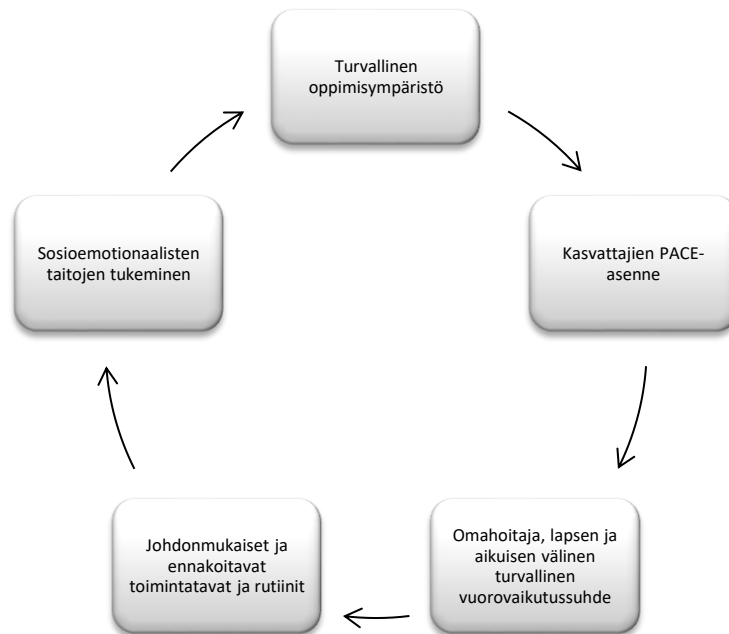 Turvallinen
oppimisympäristö
Kasvattajien PACE-
asenne
Omahoitaja, lapsen ja
aikuisen välinen
turvallinen
vuorovaikutussuhde
Johdonmukaiset ja
ennakoitavat
toimintatavat ja rutiinit
Sosioemotionaalisten
taitojen tukeminen